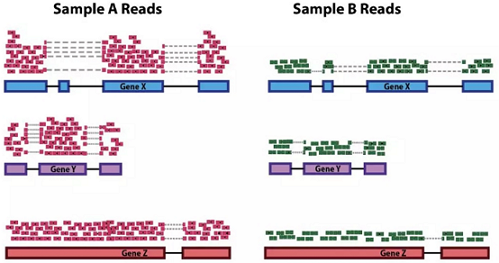 Sample A Reads
Sample B Reads
Gene X
Gene X
Gene Y
Gene Y
Gene Z
Gene Z